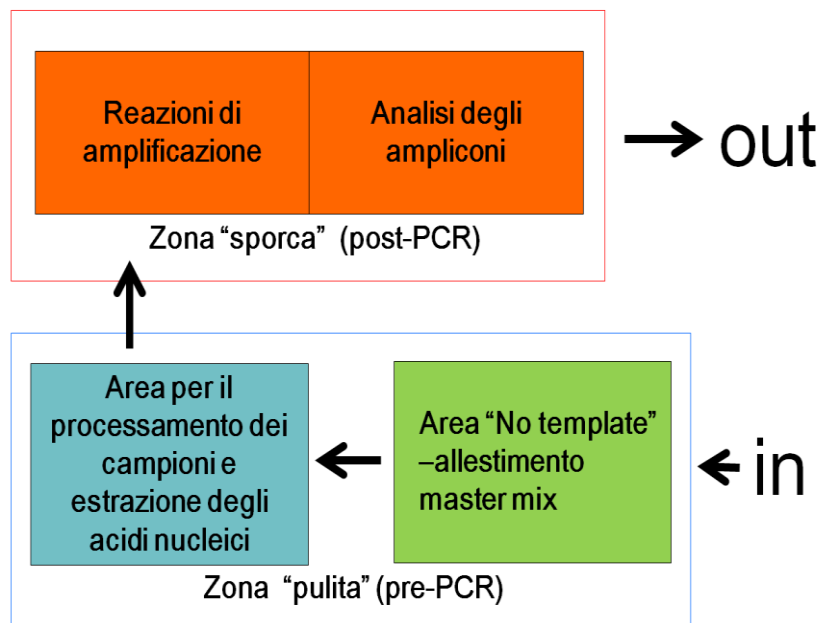 Reazioni di
amplificazione
Analisi degli
ampliconi
out
Zona “sporca” (post-PCR)
Area per il
processamento dei
campioni e
estrazione degli
acidi nucleici
Area “No template”
–allestimento
master mix
in
Zona “pulita” (pre-PCR)